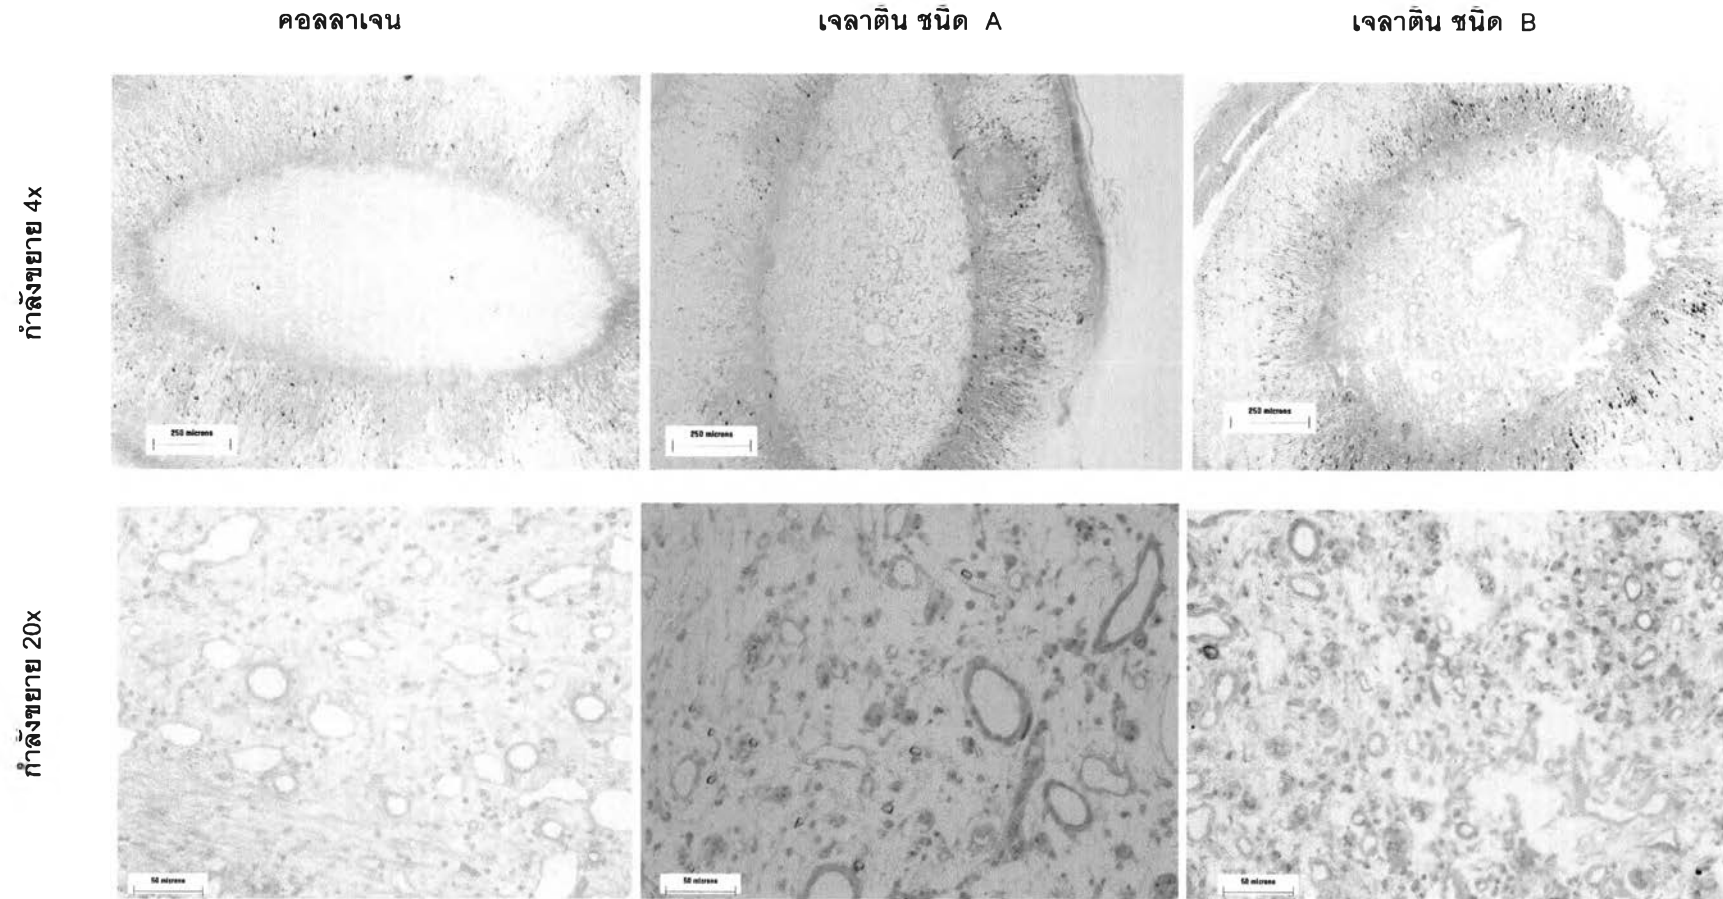 คอลลาเจน
เจลาติน ชนิด A
เจลาติน ชนิด B
กำลังขยาย 4x
250 microns
250 microns
250 microns
กำลังขยาย 20x
50 microns
50 microns
50 microns